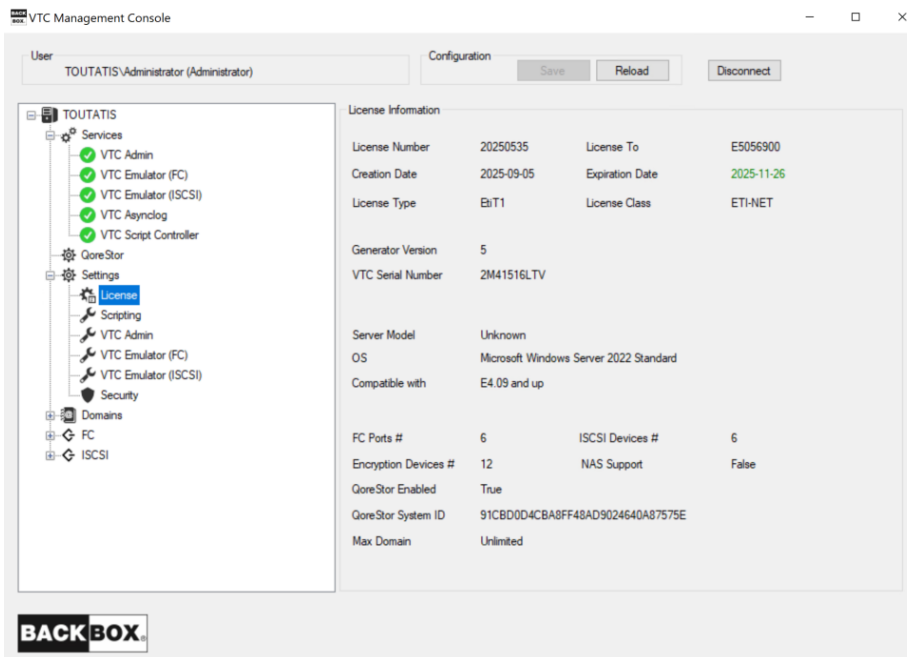 BACK BOX. VTC Management Console
User
TOUTATIS\Administrator (Administrator)
Configuration
Save Reload Disconnect
TOUTATIS
Services
VTC Admin
VTC Emulator (FC)
VTC Emulator (ISCSI)
VTC Asynclog
VTC Script Controller
QoreStor
Settings
License
Scripting
VTC Admin
VTC Emulator (FC)
VTC Emulator (ISCSI)
Security
Domains
FC
ISCSI
License Information
License Number 20250535 License To E5056900
Creation Date 2025-09-05 Expiration Date 2025-11-26
License Type EtiT1 License Class ETI-NET
Generator Version 5
VTC Serial Number 2M41516LTV
Server Model Unknown
OS Microsoft Windows Server 2022 Standard
Compatible with E4.09 and up
FC Ports # 6 ISCSI Devices # 6
Encryption Devices # 12 NAS Support False
QoreStor Enabled True
QoreStor System ID 91CBD0D4CBA8FF48AD9024640A87575E
Max Domain Unlimited
BACKBOX®